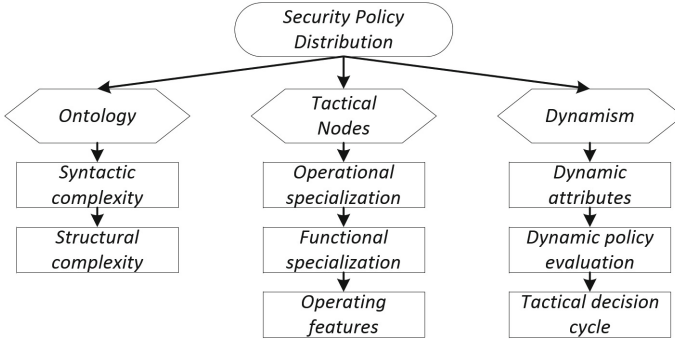 Security Policy
Distribution
Ontology
Tactical
Nodes
Dynamism
Syntactic
complexity
Operational
specialization
Dynamic
attributes
Structural
complexity
Functional
specialization
Dynamic policy
evaluation
Operating
features
Tactical decision
cycle